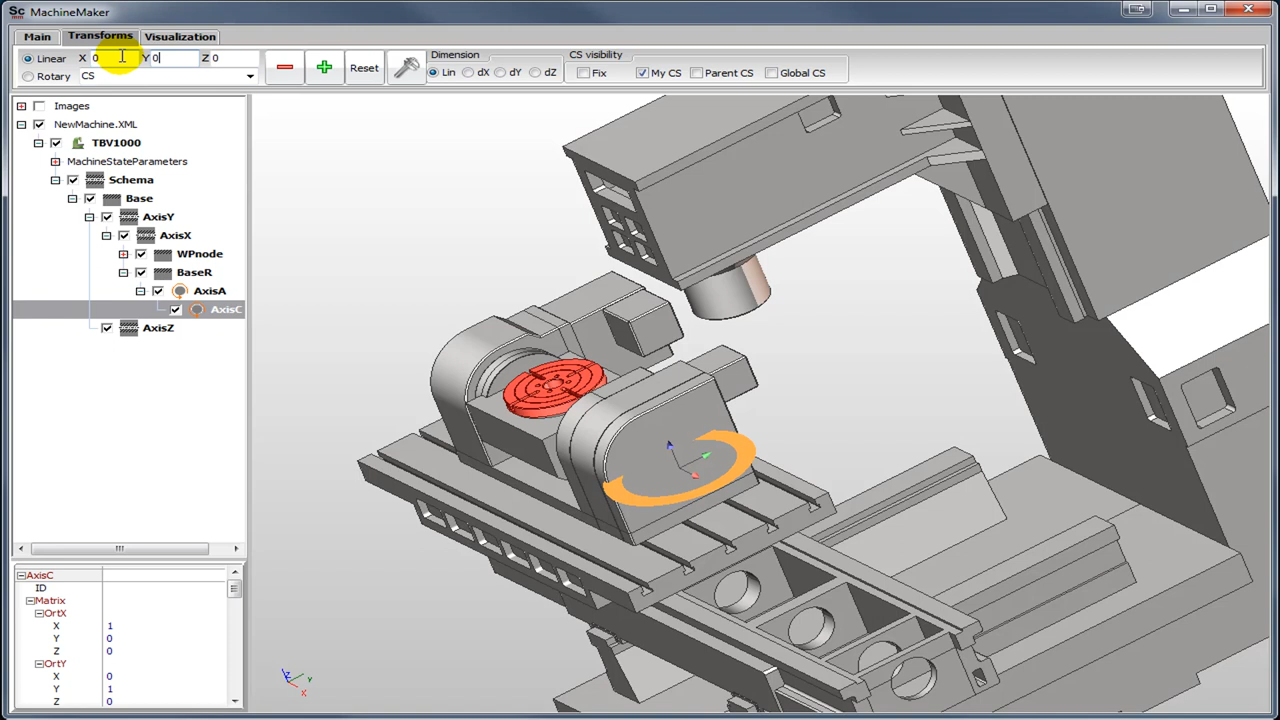 Sc MachineMaker
Main Transforms Visualization
Linear X 0 Y 0 Z 0
Rotary CS
Reset
Dimension
Lin dX dY dZ
CS visibility
Fix My CS Parent CS Global CS
Images
NewMachine.XML
TBV1000
MachineStateParameters
Schema
Base
AxisY
AxisX
WPnode
BaseR
AxisA
AxisC
AxisZ
AxisC
ID
Matrix
OrtX
X 1
Y 0
Z 0
OrtY
X 0
Y 1
Z 0
Z Y
X